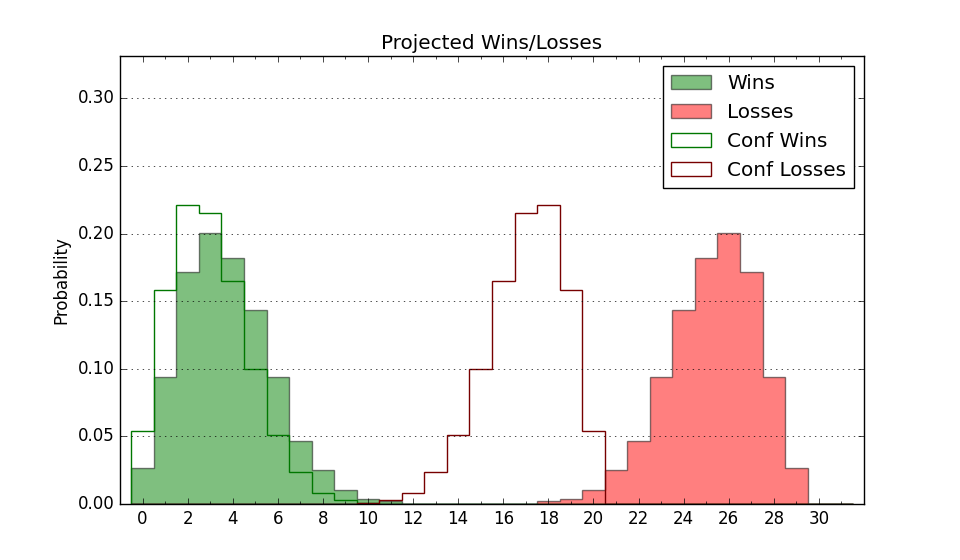 Projected Wins/Losses
Wins
Losses
Conf Wins
Conf Losses
Probability
0.30
0.25
0.20
0.15
0.10
0.05
0.00
0 2 4 6 8 10 12 14 16 18 20 22 24 26 28 30